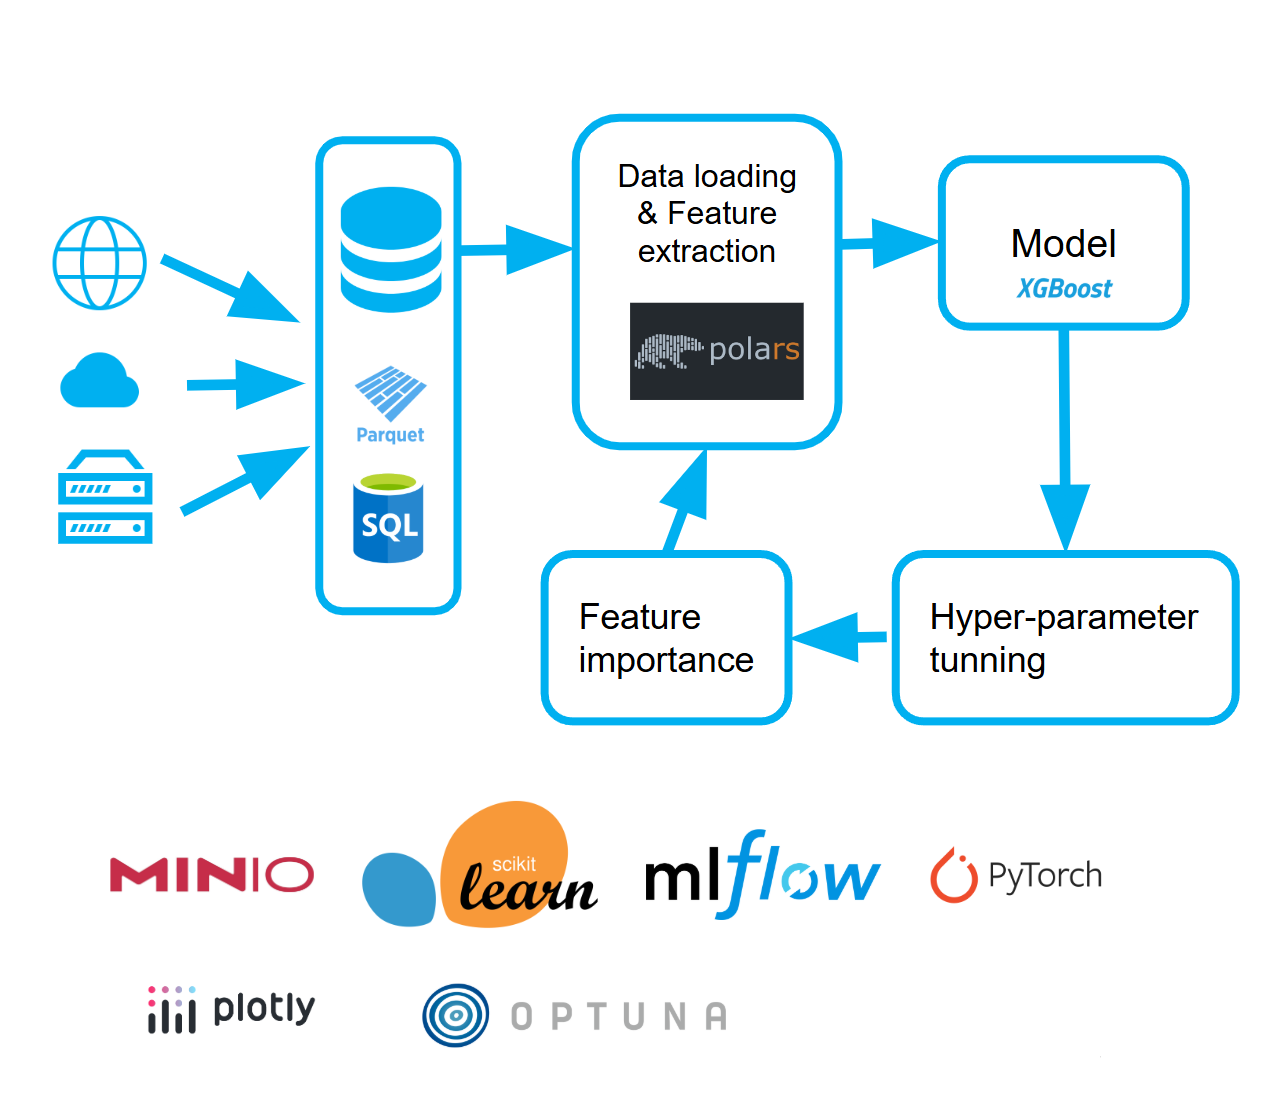 Data loading
& Feature
extraction
polars
Model
XGBoost
Parquet
SQL
Feature
importance
Hyper-parameter
tunning
MINIO
scikit
learn
mlflow
PyTorch
plotly
OPTUNA